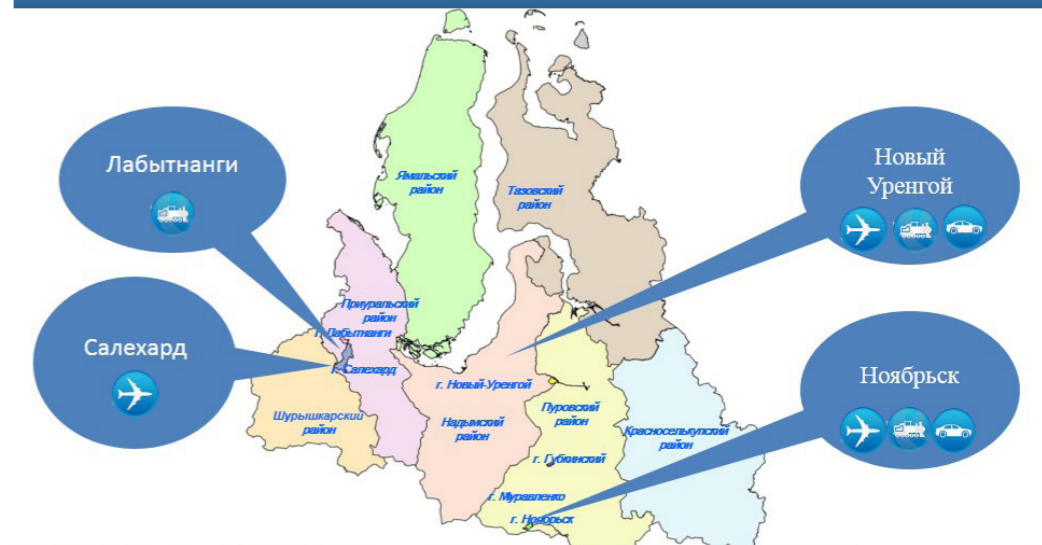 Лабытнанги
Новый
Уренгой
Ямальский
район
Тазовский
район
Приуральский
район
г. Лабытнанги
Салехард
г. Салехард
г. Новый-Уренгой
Ноябрьск
Шурышкарский
район
Надымский
район
Пуровский
район
Красноселькупский
район
г. Губкинский
г. Муравленко
г. Ноябрьск